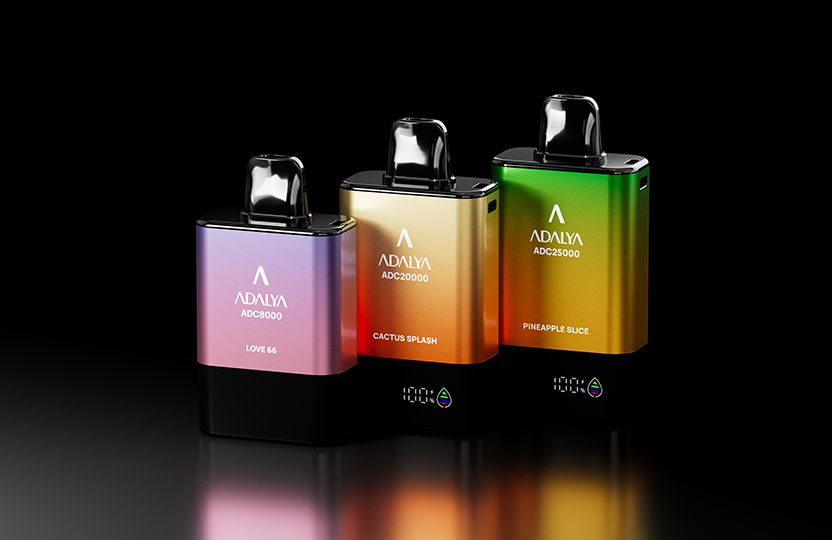 ADALYA
ADC8000
LOVE 66
ADALYA
ADC20000
CACTUS SPLASH
100%
ADALYA
ADC25000
PINEAPPLE SLICE
100%